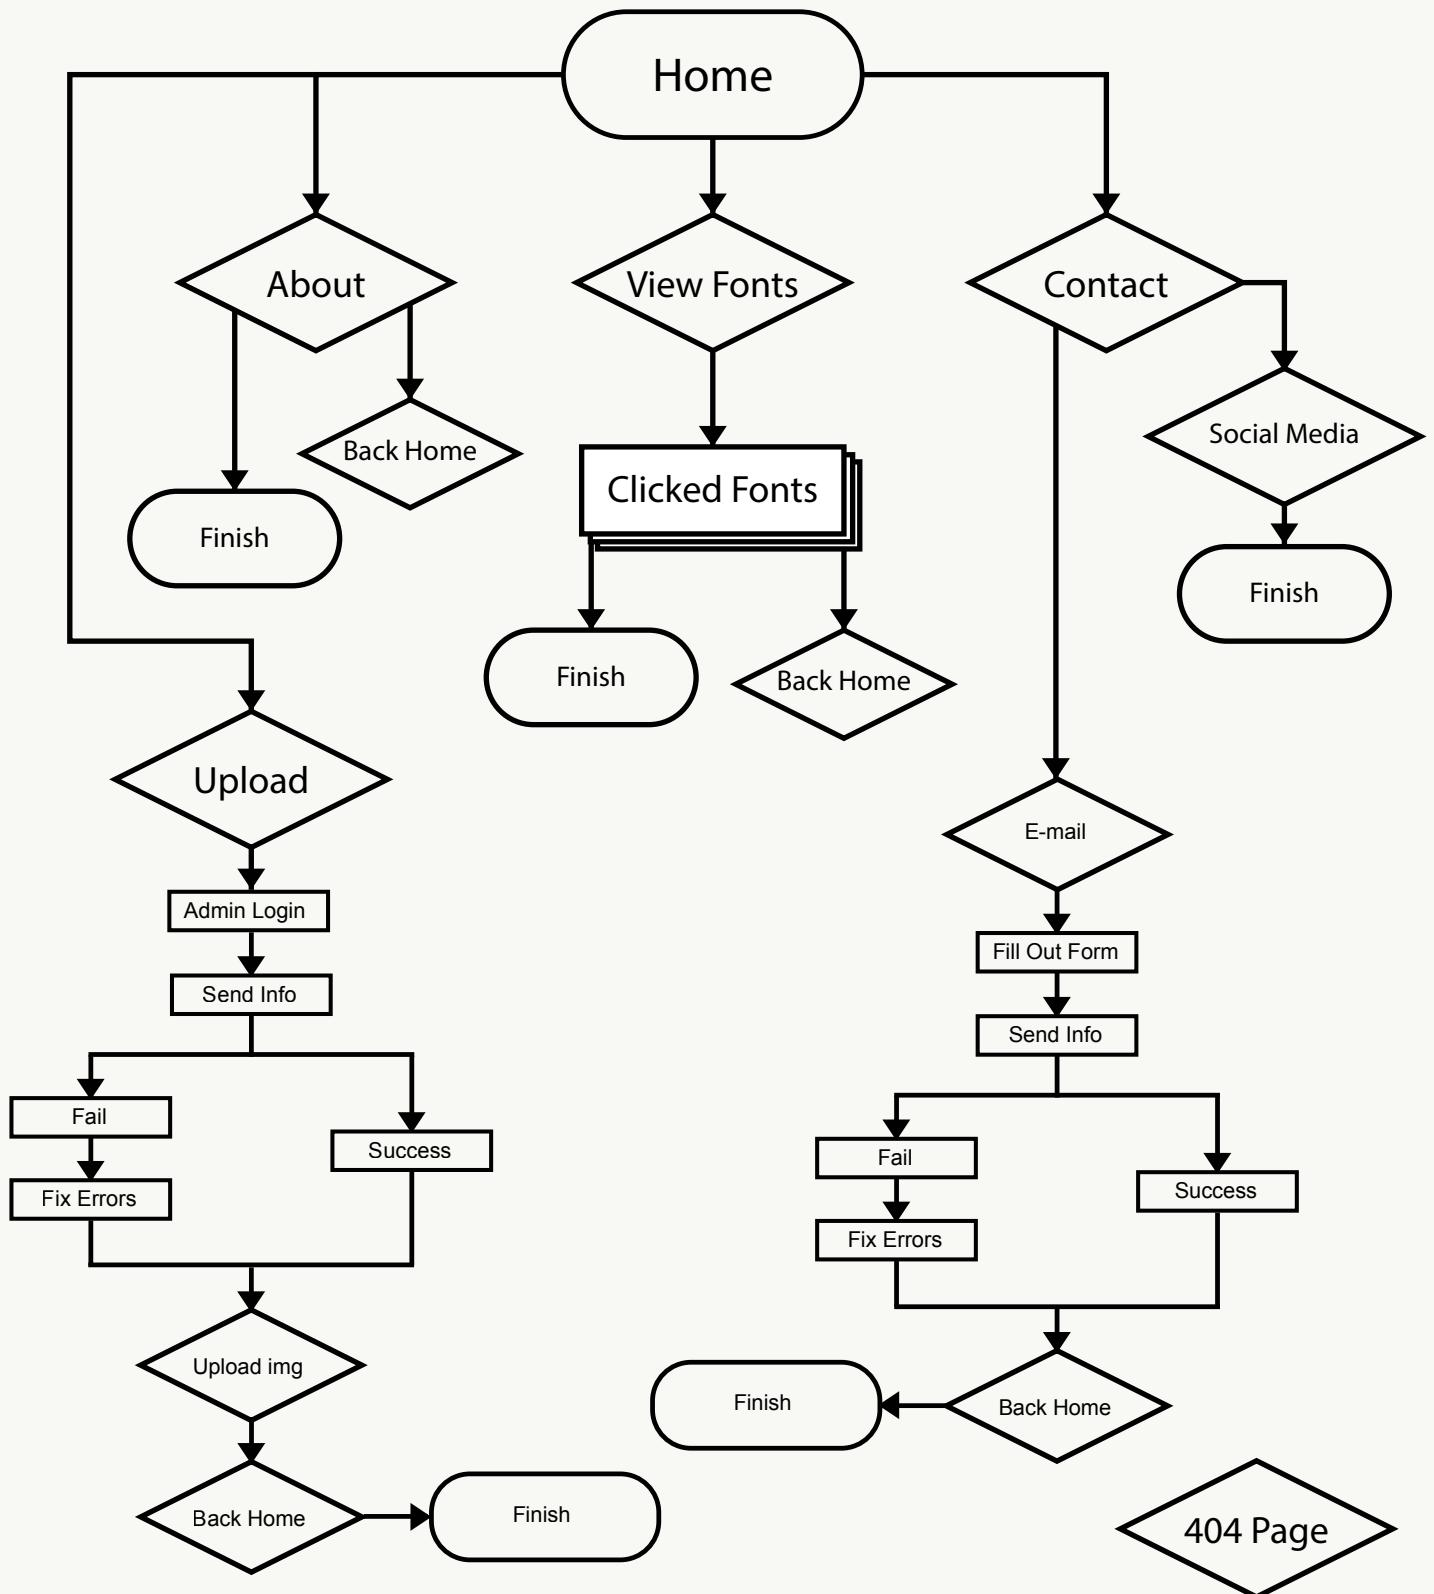 Home
About
View Fonts
Contact
Back Home
Social Media
Clicked Fonts
Finish
Finish
Finish
Back Home
Upload
E-mail
Admin Login
Fill Out Form
Send Info
Send Info
Fail
Success
Fail
Fix Errors
Success
Fix Errors
Upload img
Finish
Back Home
Back Home
Finish
404 Page